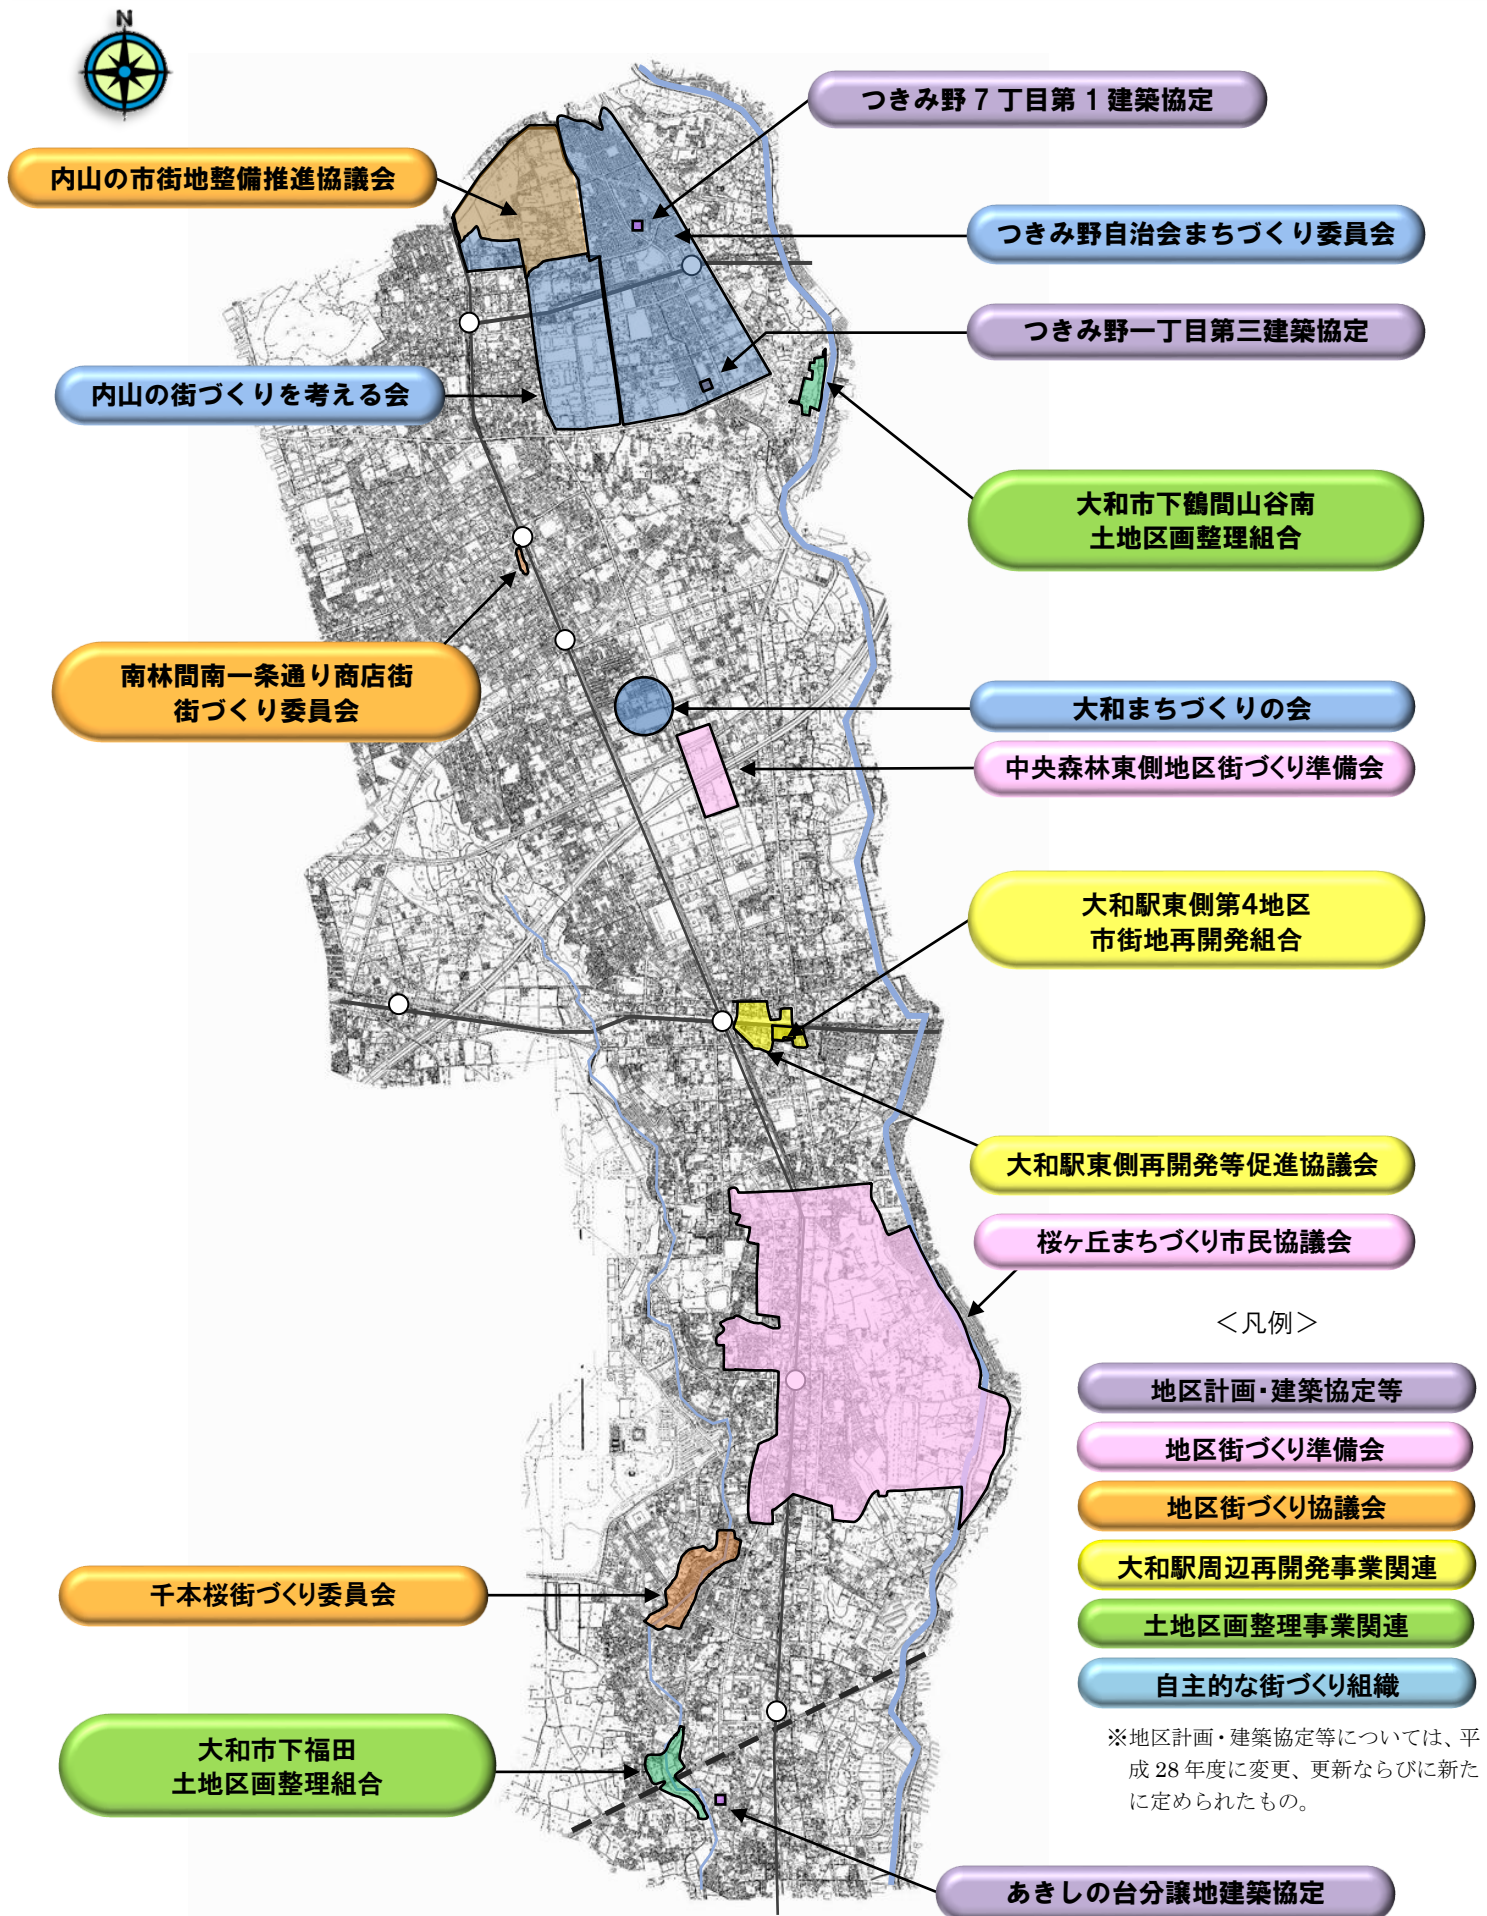 N
つきみ野7丁目第1建築協定
内山の市街地整備推進協議会
つきみ野自治会まちづくり委員会
つきみ野一丁目第三建築協定
内山の街づくりを考える会
大和市下鶴間山谷南
土地区画整理組合
南林間南一条通り商店街
街づくり委員会
大和まちづくりの会
中央森林東側地区街づくり準備会
大和駅東側第4地区
市街地再開発組合
大和駅東側再開発等促進協議会
桜ヶ丘まちづくり市民協議会
＜凡例＞
地区計画・建築協定等
地区街づくり準備会
地区街づくり協議会
大和駅周辺再開発事業関連
土地区画整理事業関連
自主的な街づくり組織
※地区計画・建築協定等については、平
成 28 年度に変更、更新ならびに新た
に定められたもの。
千本桜街づくり委員会
大和市下福田
土地区画整理組合
あきしの台分譲地建築協定